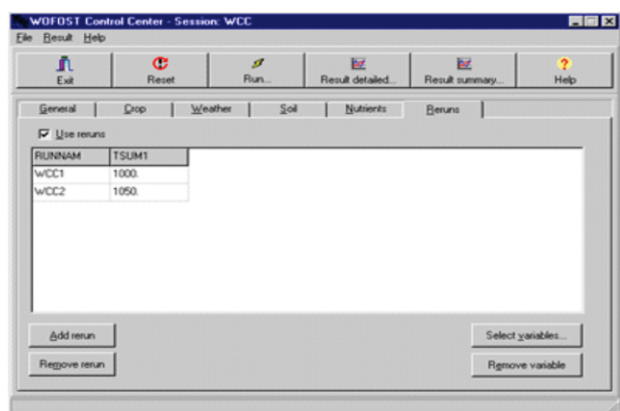 WOFOST Control Center - Session: WCC
File Result Help
Exit Reset Run... Result detailed... Result summary... Help
General Crop Weather Soil Nutrients Reruns
Use reruns
RUNNAM TSUM1
WCC1 1000.
WCC2 1050.
Add rerun Select variables...
Remove rerun Remove variable